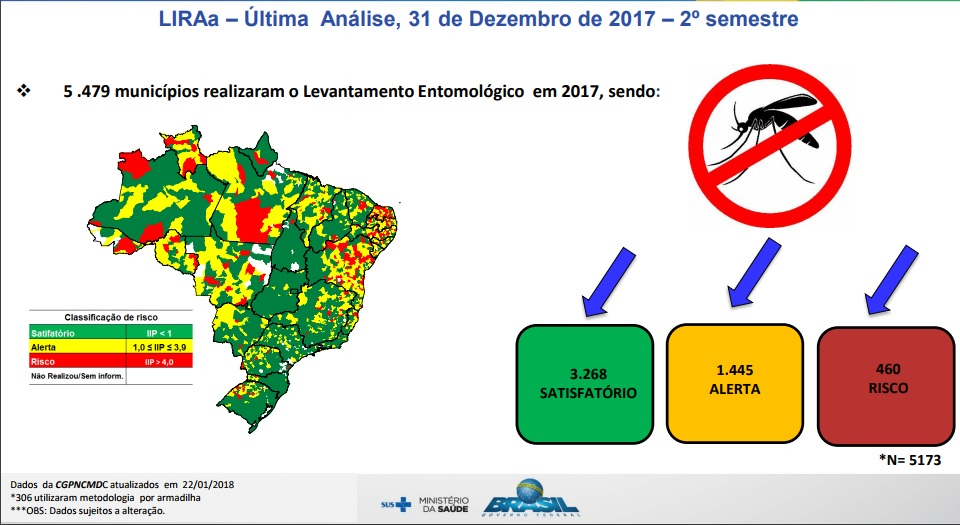 LIRAa – Última Análise, 31 de Dezembro de 2017 – 2º semestre
❖ 5 .479 municípios realizaram o Levantamento Entomológico em 2017, sendo:
Classificação de risco
Satifatório IIP < 1
Alerta 1,0 ≤ IIP ≤ 3,9
Risco IIP > 4,0
Não Realizou/Sem inform.
3.268
SATISFATÓRIO
1.445
ALERTA
460
RISCO
*N= 5173
Dados da CGPNCMDC atualizados em 22/01/2018
*306 utilizaram metodologia por armadilha
***OBS: Dados sujeitos a alteração.
SUS
MINISTÉRIO
DA SAÚDE
BRASIL
GOVERNO FEDERAL